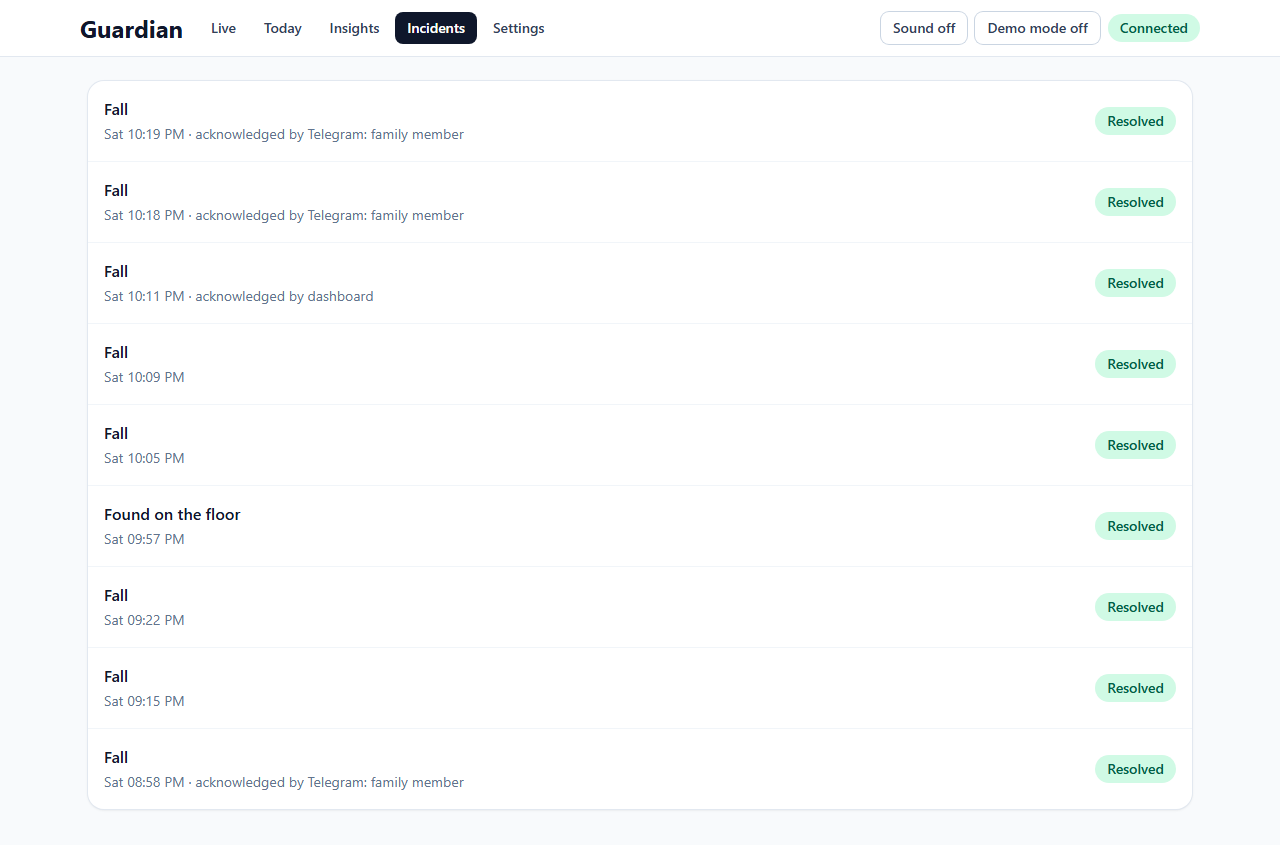 Guardian Live Today Insights Incidents Settings Sound off Demo mode off Connected
Fall
Sat 10:19 PM · acknowledged by Telegram: family member
Resolved
Fall
Sat 10:18 PM · acknowledged by Telegram: family member
Resolved
Fall
Sat 10:11 PM · acknowledged by dashboard
Resolved
Fall
Sat 10:09 PM
Resolved
Fall
Sat 10:05 PM
Resolved
Found on the floor
Sat 09:57 PM
Resolved
Fall
Sat 09:22 PM
Resolved
Fall
Sat 09:15 PM
Resolved
Fall
Sat 08:58 PM · acknowledged by Telegram: family member
Resolved